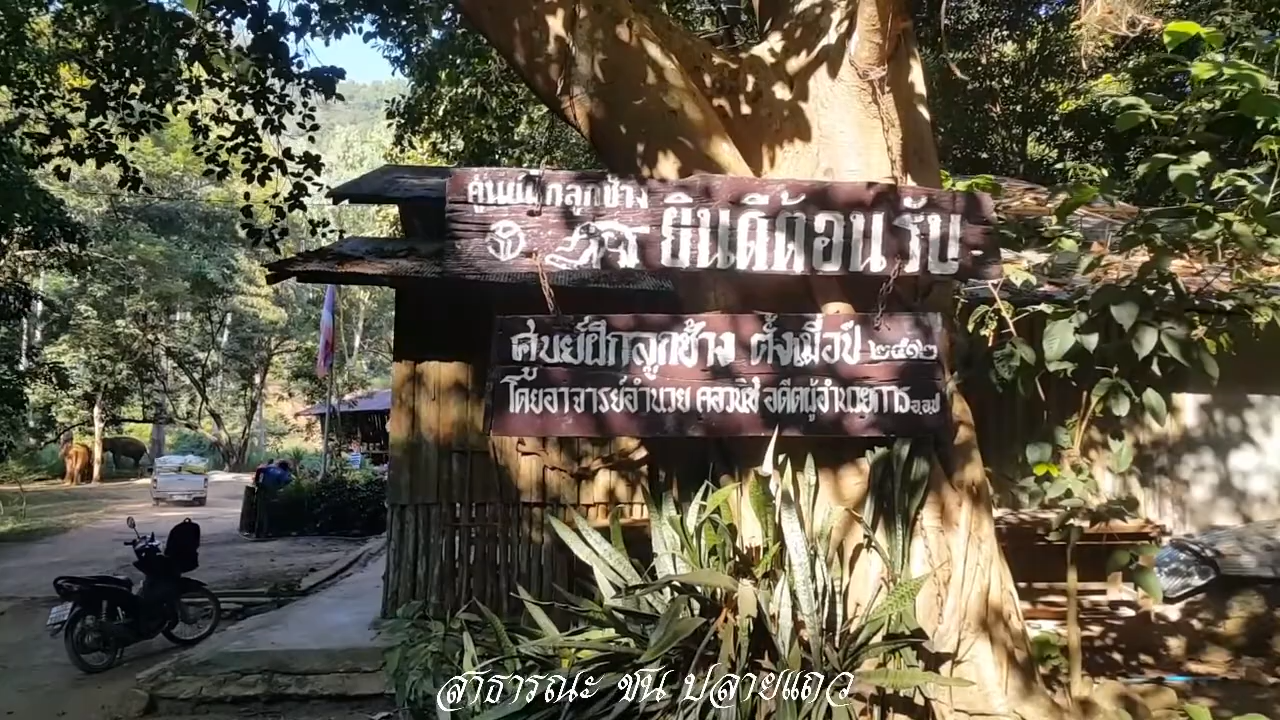 ศูนย์ฝึกลูกช้าง
ยินดีต้อนรับ
ศูนย์ฝึกลูกช้าง ตั้งเมื่อปี ๒๕๑๒
โดยอาจารย์อำนวย คอวนิช อดีตผู้อำนวยการอ.อ.ป
สาธารณะ ชน ปลายแถว